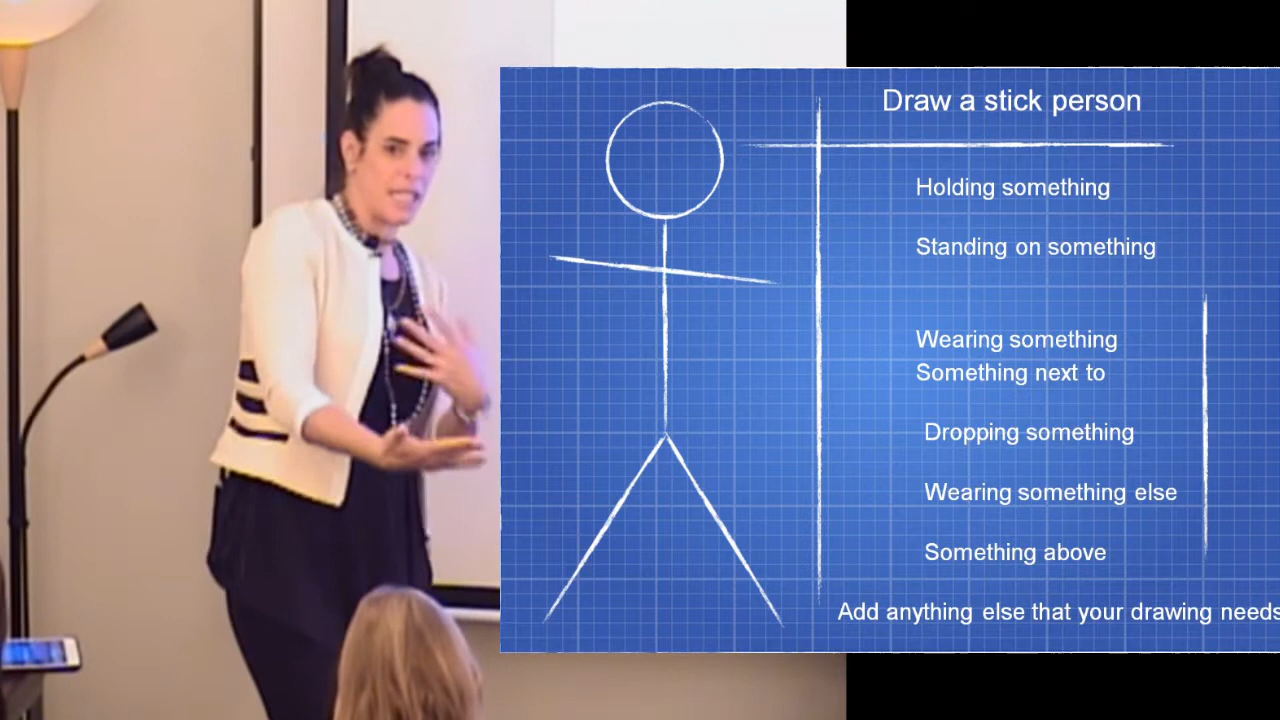 Draw a stick person
Holding something
Standing on something
Wearing something
Something next to
Dropping something
Wearing something else
Something above
Add anything else that your drawing needs